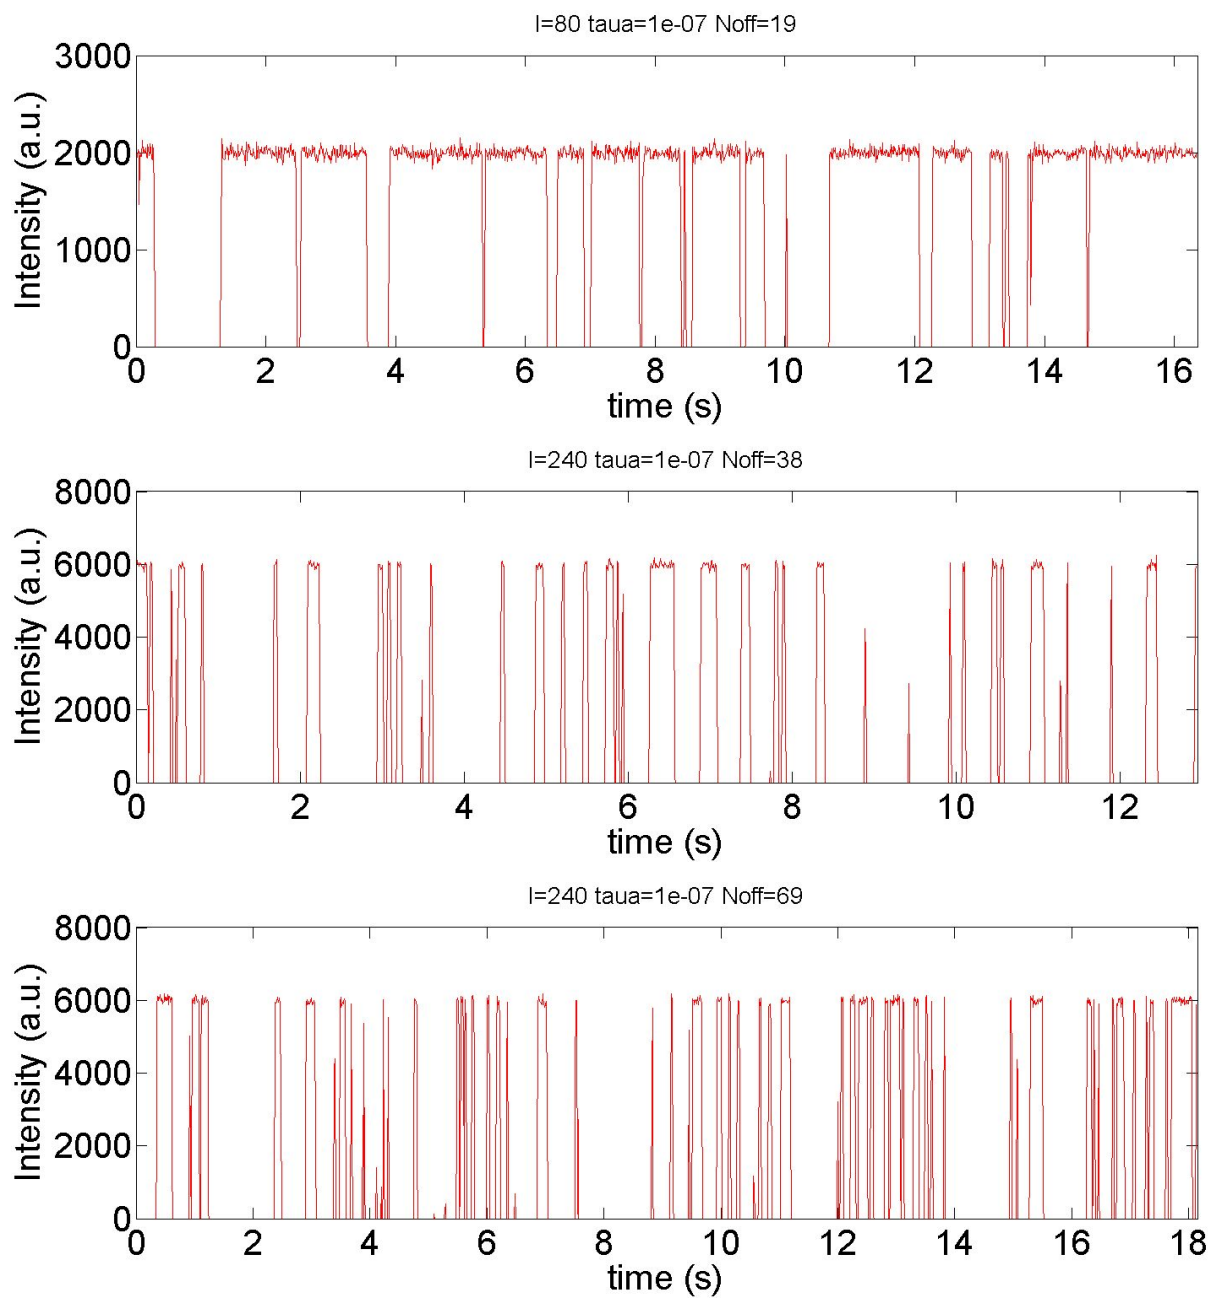 I=80 taua=1e-07 Noff=19
3000
2000
1000
0
Intensity (a.u.)
0 2 4 6 8 10 12 14 16
time (s)
I=240 taua=1e-07 Noff=38
8000
6000
4000
2000
0
Intensity (a.u.)
0 2 4 6 8 10 12
time (s)
I=240 taua=1e-07 Noff=69
8000
6000
4000
2000
0
Intensity (a.u.)
0 2 4 6 8 10 12 14 16 18
time (s)